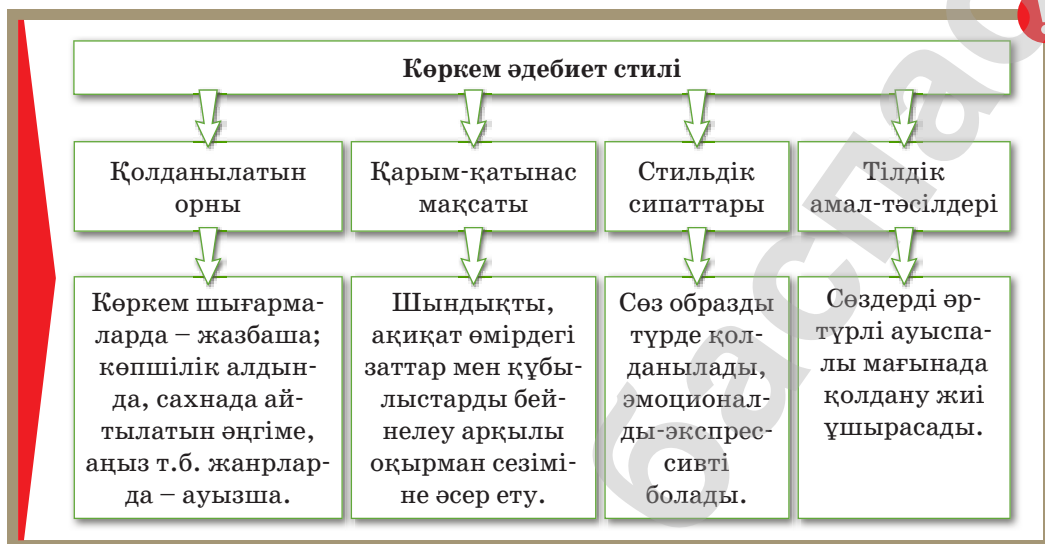 Көркем әдебиет стилі
Қолданылатын
орны
Қарым-қатынас
мақсаты
Стильдік
сипаттары
Тілдік
амал-тәсілдері
Көркем шығарма-
ларда – жазбаша;
көпшілік алдын-
да, сахнада ай-
тылатын әңгіме,
аңыз т.б. жанрлар-
да – ауызша.
Шындықты,
ақиқат өмірдегі
заттар мен құбы-
лыстарды бей-
нелеу арқылы
оқырман сезімі-
не әсер ету.
Сөз образды
түрде қол-
данылады,
эмоционал-
ды-экспрес-
сивті
болады.
Сөздерді әр-
түрлі ауыспа-
лы мағынада
қолдану жиі
ұшырасады.